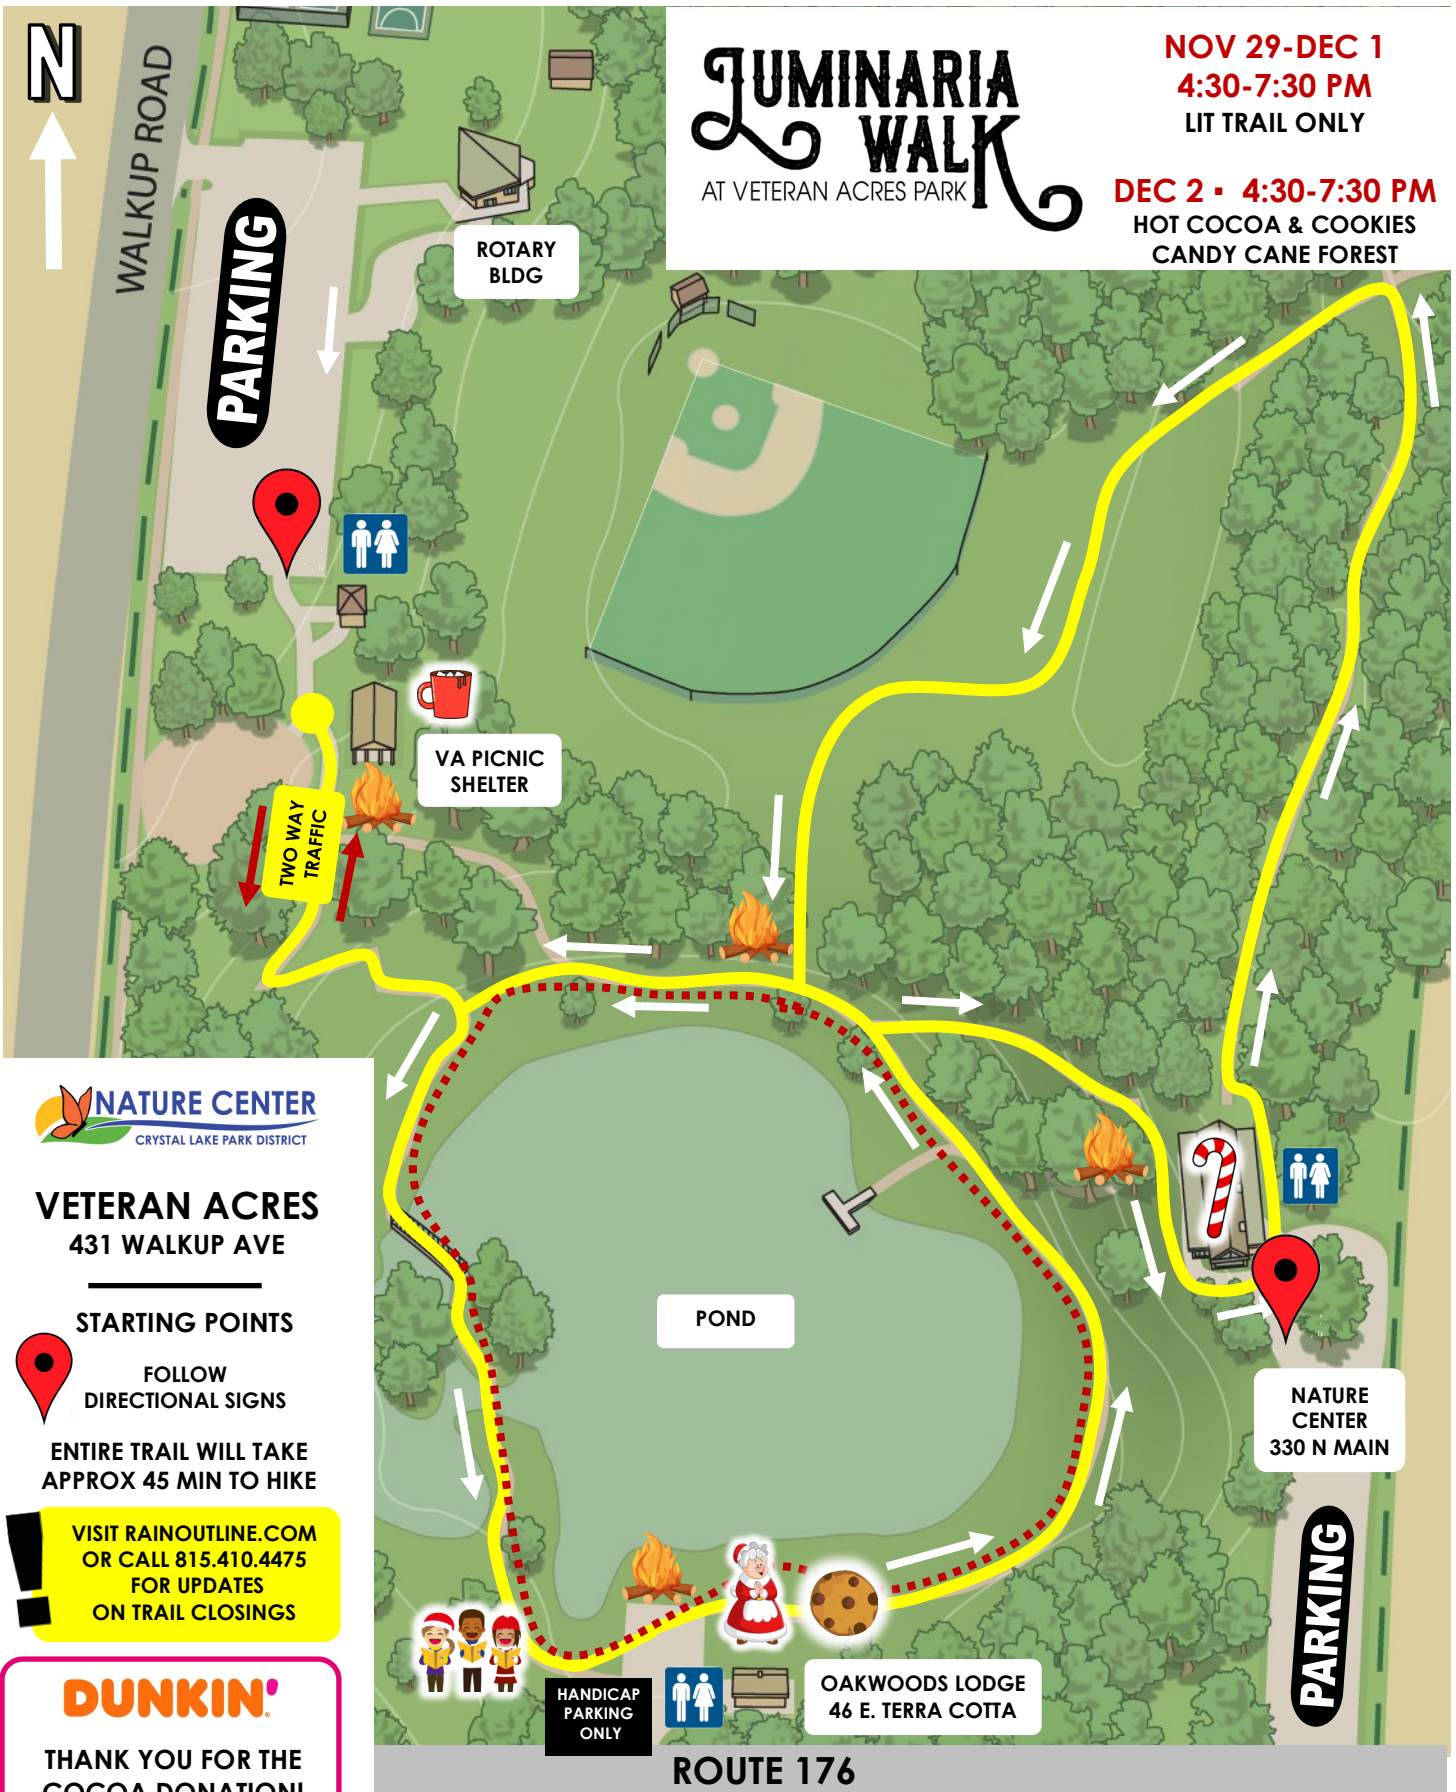 N
WALKUP ROAD
PARKING
LUMINARIA
WALK
AT VETERAN ACRES PARK
NOV 29-DEC 1
4:30-7:30 PM
LIT TRAIL ONLY
DEC 2 ▪ 4:30-7:30 PM
HOT COCOA & COOKIES
CANDY CANE FOREST
ROTARY
BLDG
VA PICNIC
SHELTER
TWO WAY
TRAFFIC
POND
NATURE
CENTER
330 N MAIN
PARKING
HANDICAP
PARKING
ONLY
OAKWOODS LODGE
46 E. TERRA COTTA
ROUTE 176
NATURE CENTER
CRYSTAL LAKE PARK DISTRICT
VETERAN ACRES
431 WALKUP AVE
STARTING POINTS
FOLLOW
DIRECTIONAL SIGNS
ENTIRE TRAIL WILL TAKE
APPROX 45 MIN TO HIKE
! VISIT RAINOUTLINE.COM
OR CALL 815.410.4475
FOR UPDATES
ON TRAIL CLOSINGS
DUNKIN'
THANK YOU FOR THE
COCOA DONATION!